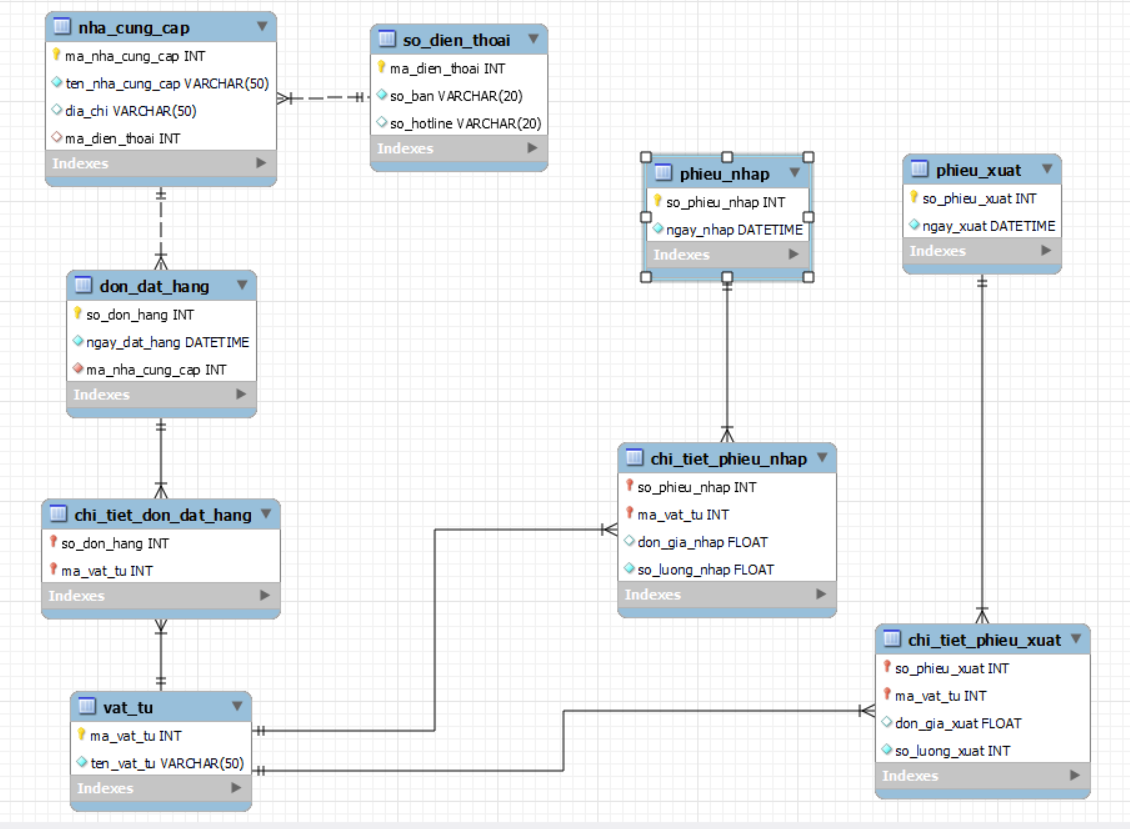 nha_cung_cap
ma_nha_cung_cap INT
ten_nha_cung_cap VARCHAR(50)
dia_chi VARCHAR(50)
ma_dien_thoai INT
Indexes
so_dien_thoai
ma_dien_thoai INT
so_ban VARCHAR(20)
so_hotline VARCHAR(20)
Indexes
phieu_nhap
so_phieu_nhap INT
ngay_nhap DATETIME
Indexes
phieu_xuat
so_phieu_xuat INT
ngay_xuat DATETIME
Indexes
don_dat_hang
so_don_hang INT
ngay_dat_hang DATETIME
ma_nha_cung_cap INT
Indexes
chi_tiet_don_dat_hang
so_don_hang INT
ma_vat_tu INT
Indexes
chi_tiet_phieu_nhap
so_phieu_nhap INT
ma_vat_tu INT
don_gia_nhap FLOAT
so_luong_nhap FLOAT
Indexes
chi_tiet_phieu_xuat
so_phieu_xuat INT
ma_vat_tu INT
don_gia_xuat FLOAT
so_luong_xuat INT
Indexes
vat_tu
ma_vat_tu INT
ten_vat_tu VARCHAR(50)
Indexes